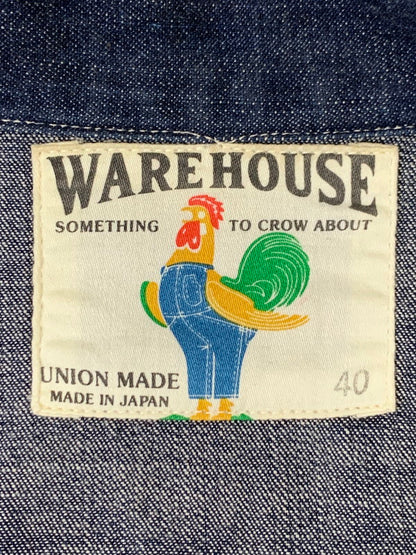 WAREHOUSE
SOMETHING TO CROW ABOUT
UNION MADE
MADE IN JAPAN
40